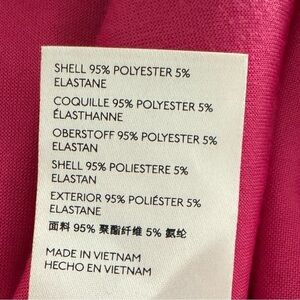 SHELL 95% POLYESTER 5%
ELASTANE
COQUILLE 95% POLYESTER 5%
ÉLASTHANNE
OBERSTOFF 95% POLYESTER 5%
ELASTAN
SHELL 95% POLIESTERE 5%
ELASTAN
EXTERIOR 95% POLIÉSTER 5%
ELASTANE
面料 95% 聚酯纤维 5% 氨纶
MADE IN VIETNAM
HECHO EN VIETNAM